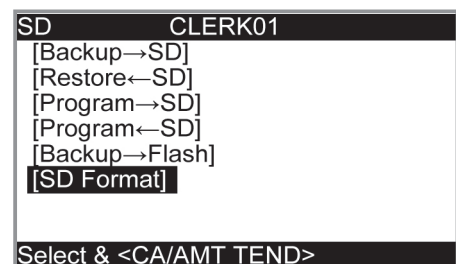 SD CLERK01
[Backup→SD]
[Restore←SD]
[Program→SD]
[Program←SD]
[Backup→Flash]
[SD Format]
Select & <CA/AMT TEND>